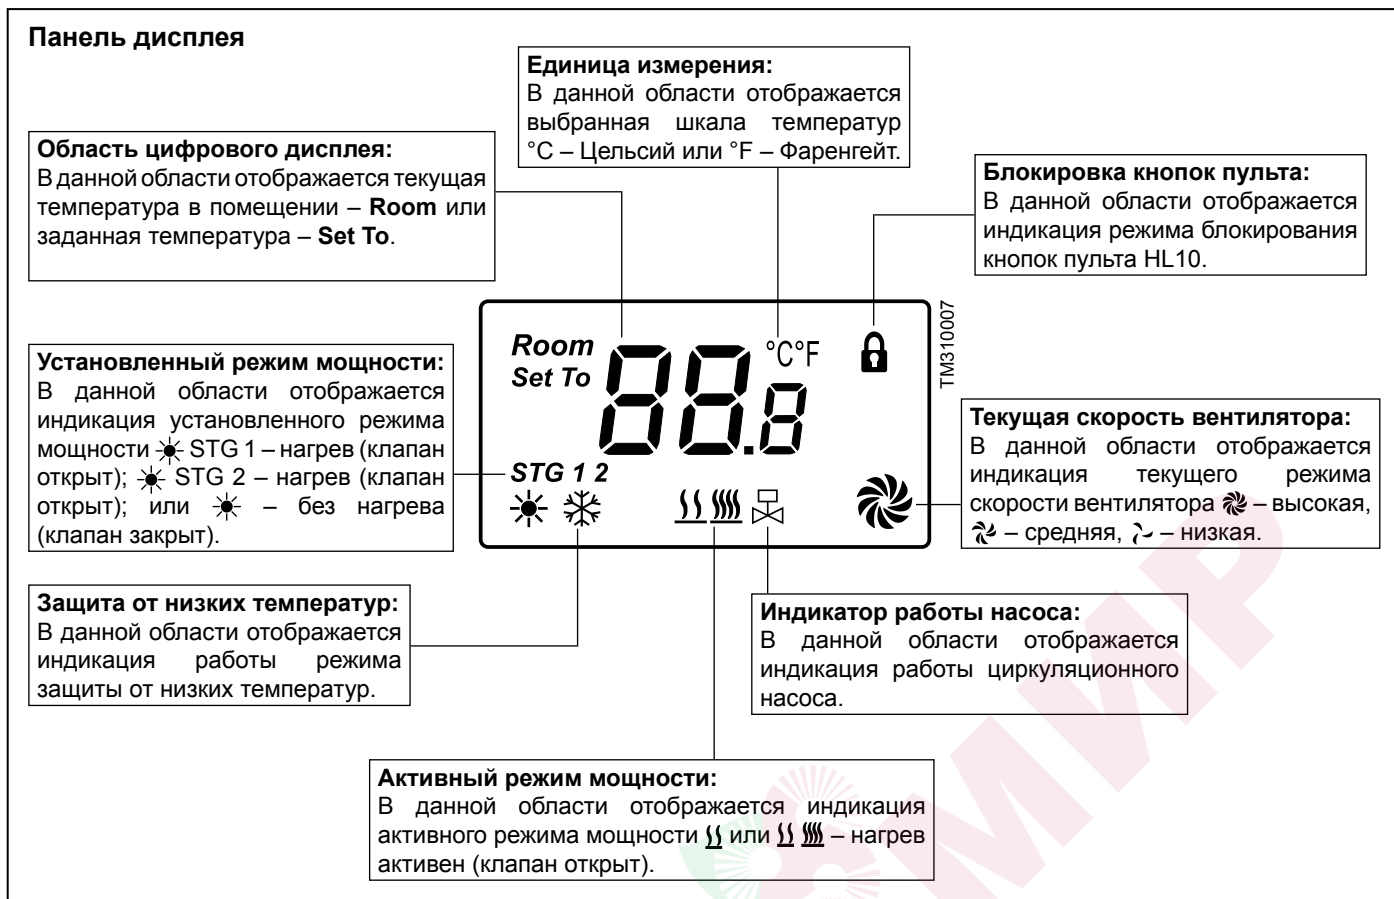 Панель дисплея
Единица измерения:
В данной области отображается
выбранная шкала температур
°C – Цельсий или °F – Фаренгейт.
Область цифрового дисплея:
В данной области отображается текущая
температура в помещении – Room или
заданная температура – Set To.
Блокировка кнопок пульта:
В данной области отображается
индикация режима блокирования
кнопок пульта HL10.
Установленный режим мощности:
В данной области отображается
индикация установленного режима
мощности STG 1 – нагрев (клапан
открыт); STG 2 – нагрев (клапан
открыт); или – без нагрева
(клапан закрыт).
Room
Set To
88.8
°C°F
STG 1 2
TM310007
Текущая скорость вентилятора:
В данной области отображается
индикация текущего режима
скорости вентилятора – высокая,
– средняя, – низкая.
Защита от низких температур:
В данной области отображается
индикация работы режима
защиты от низких температур.
Индикатор работы насоса:
В данной области отображается
индикация работы циркуляционного
насоса.
Активный режим мощности:
В данной области отображается индикация
активного режима мощности или – нагрев
активен (клапан открыт).
МИР